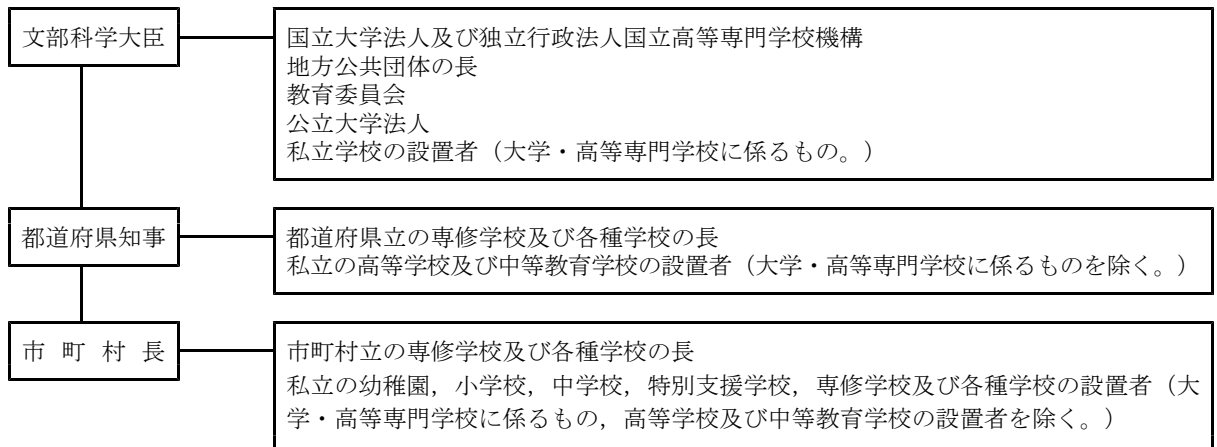 文部科学大臣
国立大学法人及び独立行政法人国立高等専門学校機構
地方公共団体の長
教育委員会
公立大学法人
私立学校の設置者（大学・高等専門学校に係るもの。）
都道府県知事
都道府県立の専修学校及び各種学校の長
私立の高等学校及び中等教育学校の設置者（大学・高等専門学校に係るものを除く。）
市町村長
市町村立の専修学校及び各種学校の長
私立の幼稚園，小学校，中学校，特別支援学校，専修学校及び各種学校の設置者（大
学・高等専門学校に係るもの，高等学校及び中等教育学校の設置者を除く。）